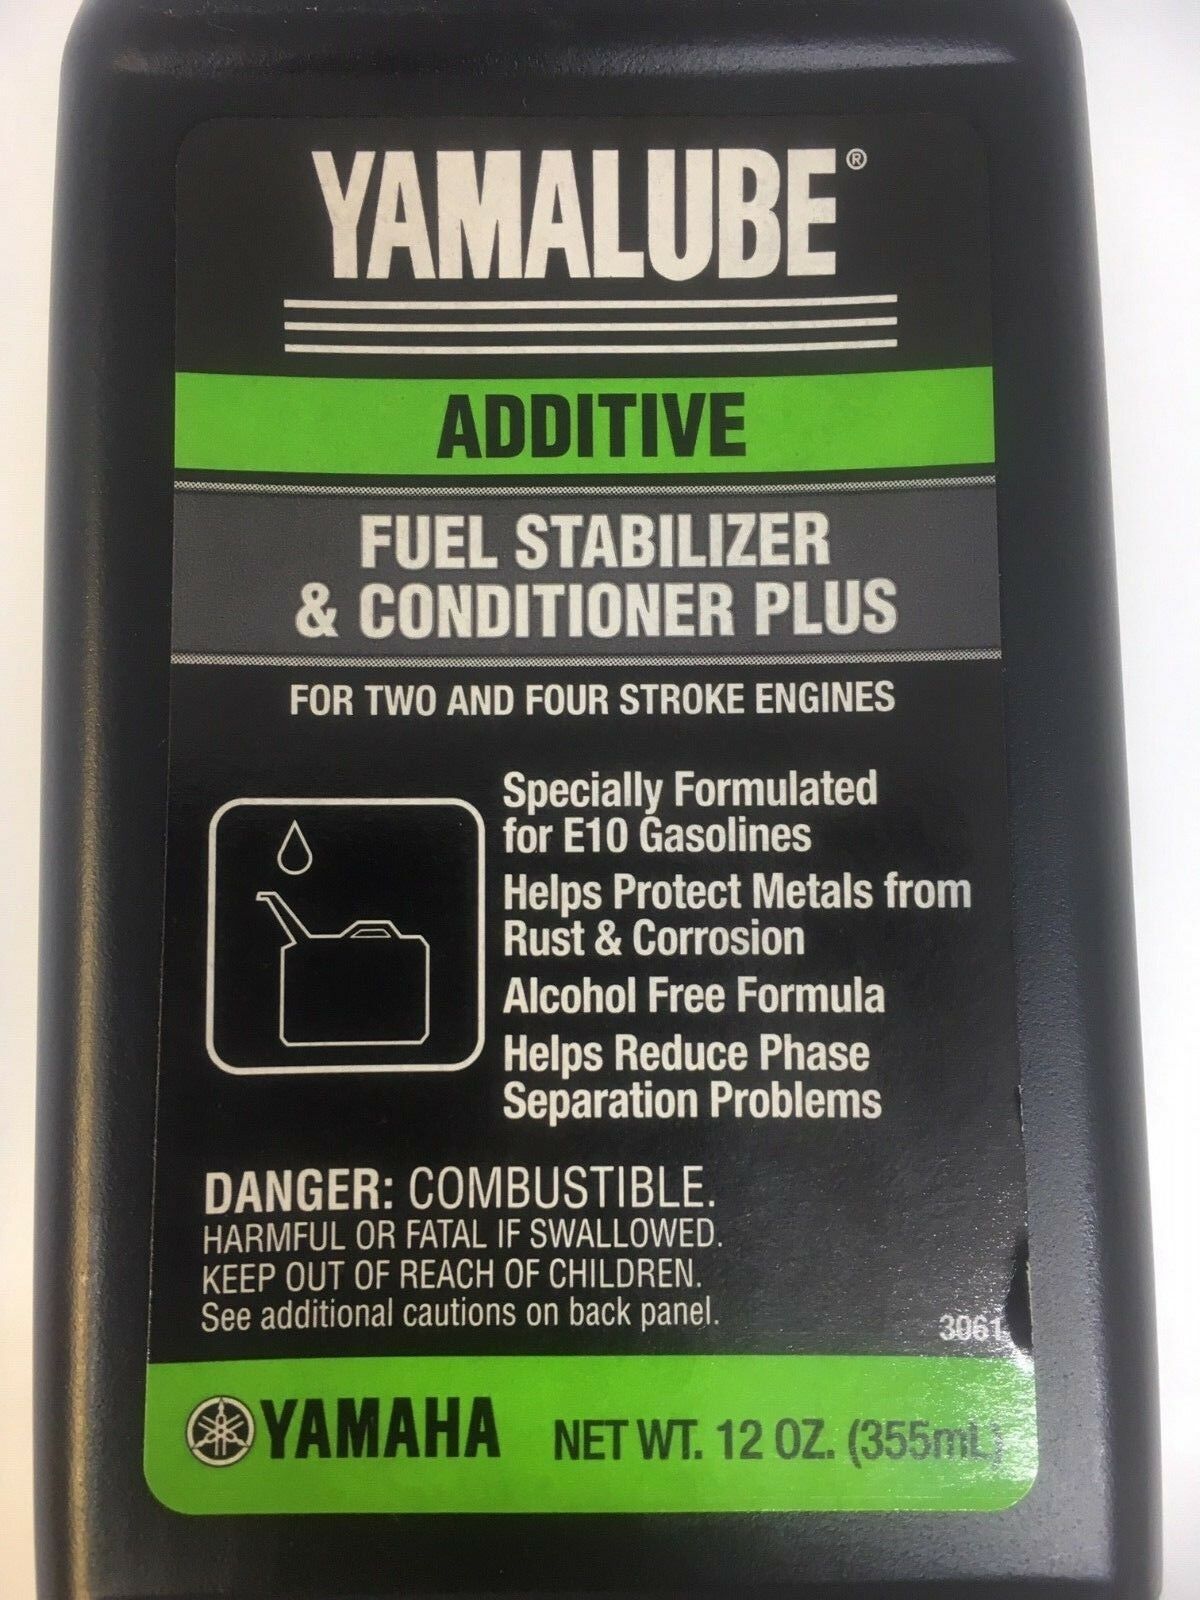 YAMALUBE®
ADDITIVE
FUEL STABILIZER
& CONDITIONER PLUS
FOR TWO AND FOUR STROKE ENGINES
Specially Formulated
for E10 Gasolines
Helps Protect Metals from
Rust & Corrosion
Alcohol Free Formula
Helps Reduce Phase
Separation Problems
DANGER: COMBUSTIBLE.
HARMFUL OR FATAL IF SWALLOWED.
KEEP OUT OF REACH OF CHILDREN.
See additional cautions on back panel.
3061
YAMAHA NET WT. 12 OZ. (355mL)